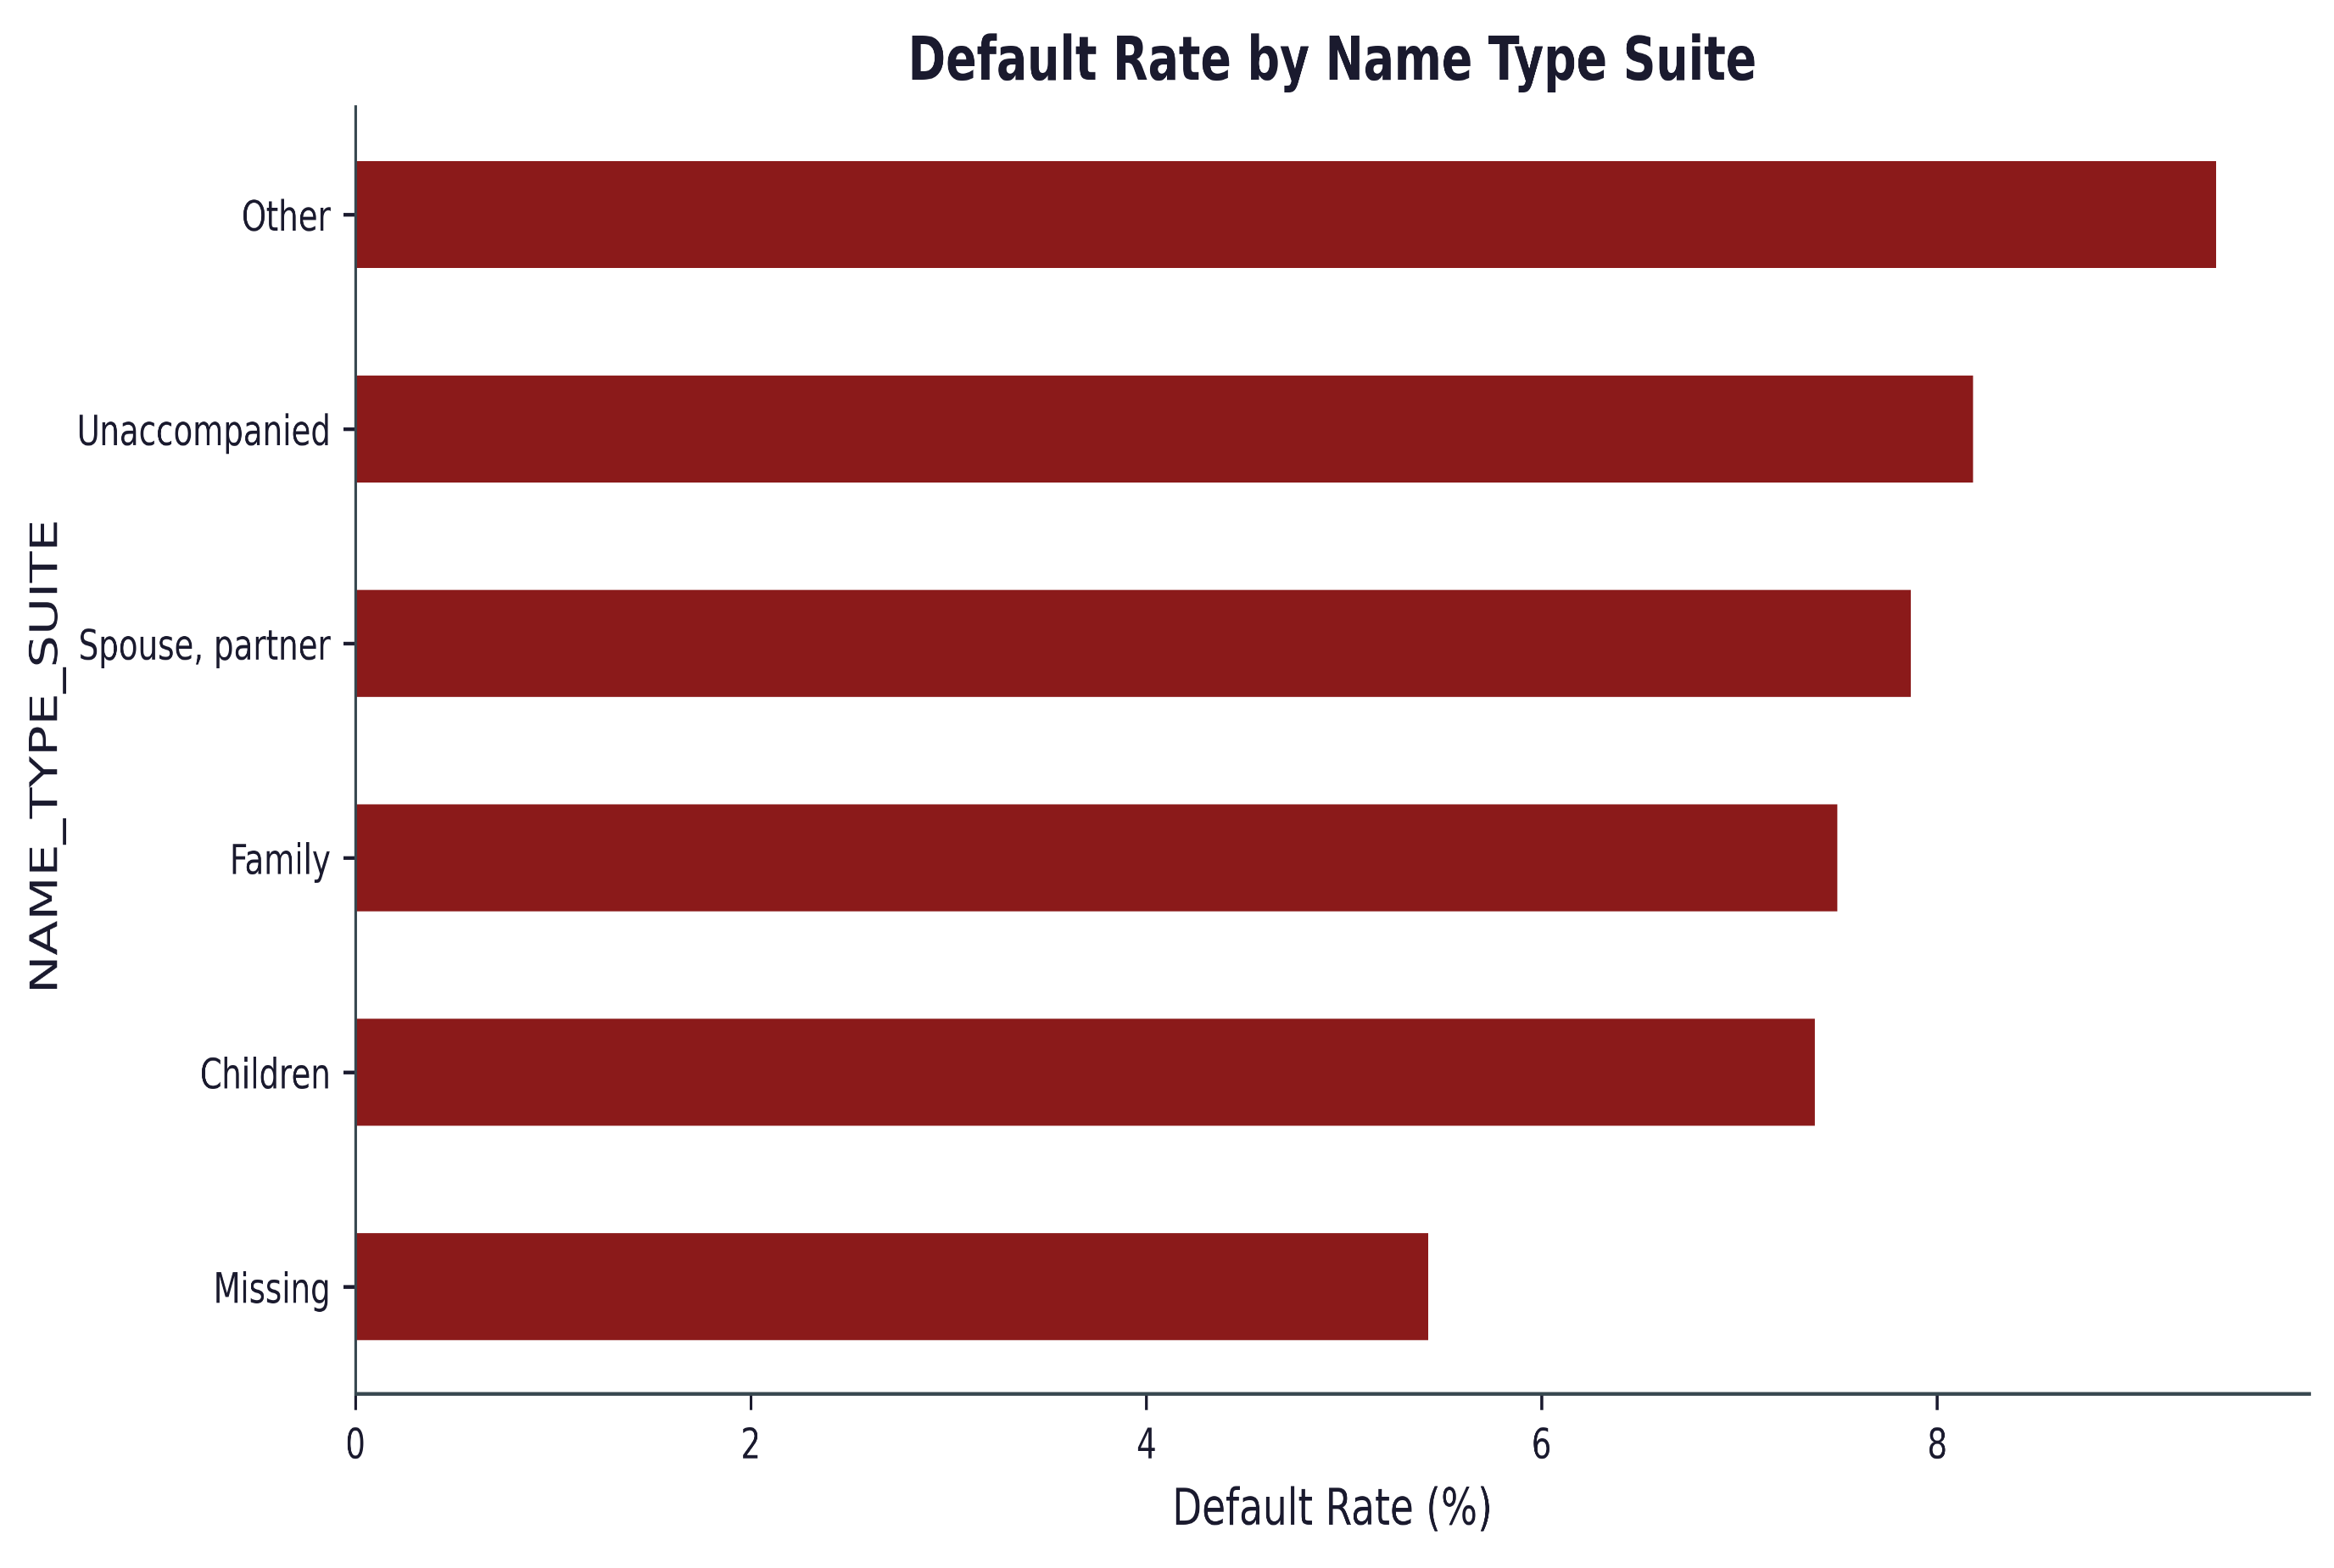 Default Rate by Name Type Suite
NAME_TYPE_SUITE
Other
Unaccompanied
Spouse, partner
Family
Children
Missing
0 2 4 6 8
Default Rate (%)